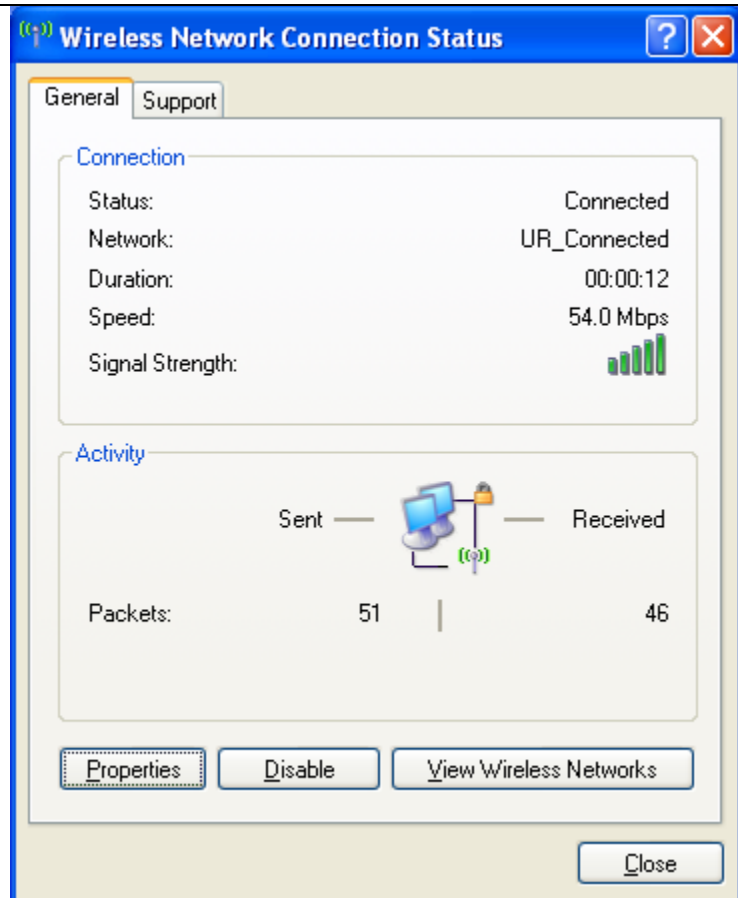 Wireless Network Connection Status
General Support
Connection
Status: Connected
Network: UR_Connected
Duration: 00:00:12
Speed: 54.0 Mbps
Signal Strength:
Activity
Sent Received
Packets: 51 46
Properties Disable View Wireless Networks
Close